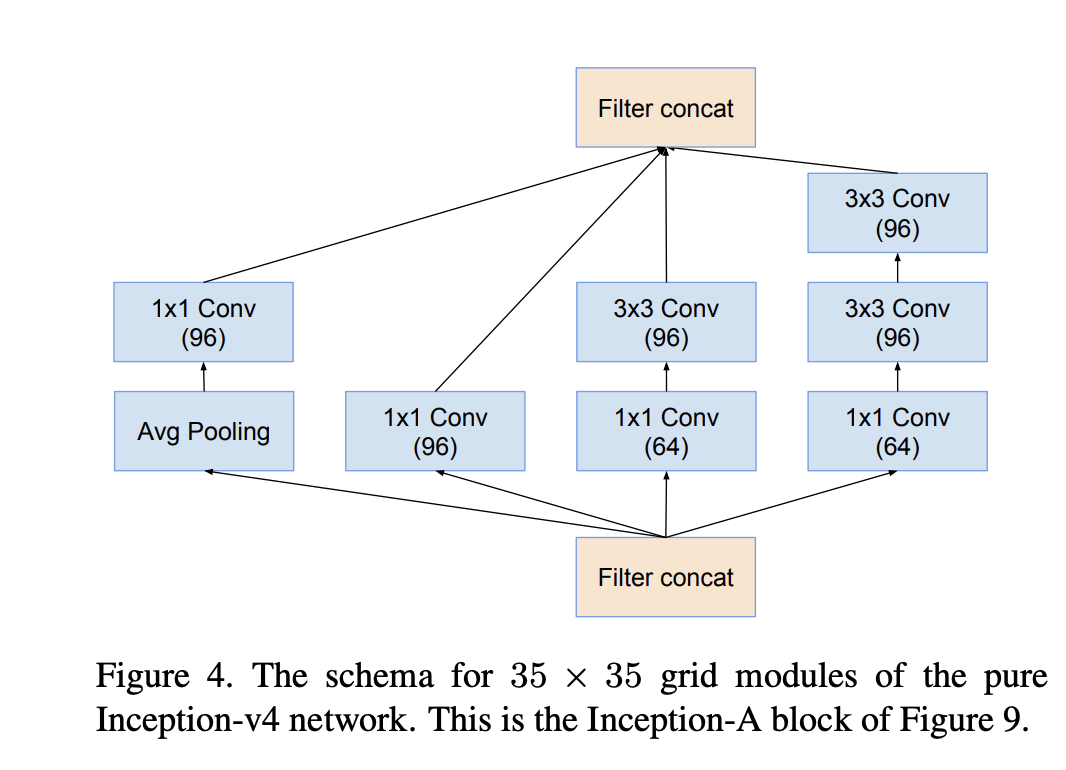 Filter concat
3x3 Conv
(96)
1x1 Conv
(96)
3x3 Conv
(96)
3x3 Conv
(96)
Avg Pooling
1x1 Conv
(96)
1x1 Conv
(64)
1x1 Conv
(64)
Filter concat
Figure 4. The schema for 35 × 35 grid modules of the pure
Inception-v4 network. This is the Inception-A block of Figure 9.